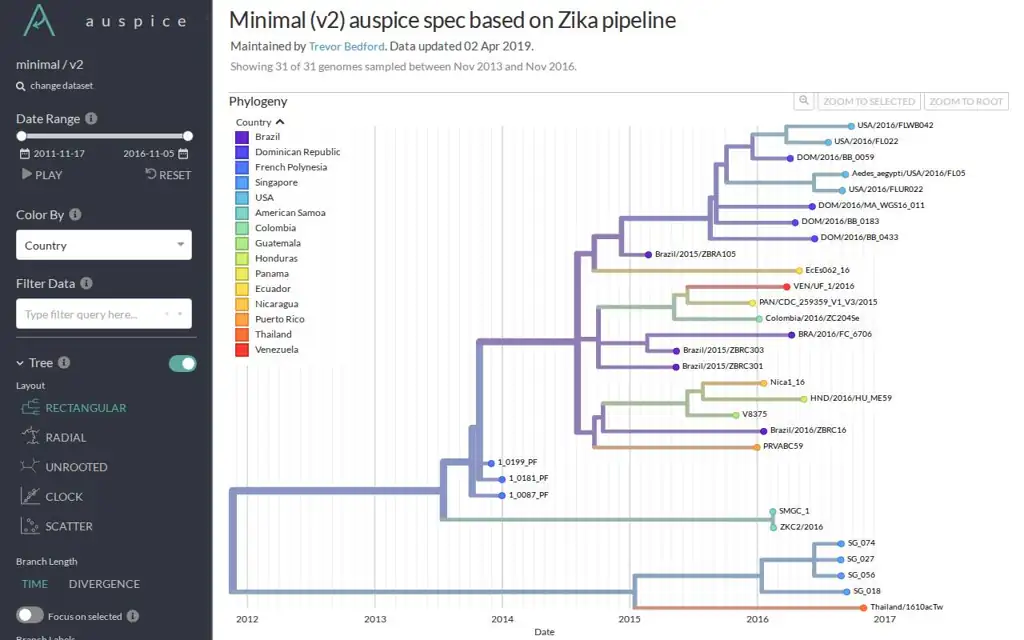 auspice
minimal / v2
change dataset
Date Range
2011-11-17 2016-11-05
PLAY RESET
Color By
Country
Filter Data
Type filter query here...
Tree
Layout
RECTANGULAR
RADIAL
UNROOTED
CLOCK
SCATTER
Branch Length
TIME DIVERGENCE
Focus on selected
Branch Labels
Minimal (v2) auspice spec based on Zika pipeline
Maintained by Trevor Bedford. Data updated 02 Apr 2019.
Showing 31 of 31 genomes sampled between Nov 2013 and Nov 2016.
Phylogeny
ZOOM TO SELECTED ZOOM TO ROOT
Country
Brazil
Dominican Republic
French Polynesia
Singapore
USA
American Samoa
Colombia
Guatemala
Honduras
Panama
Ecuador
Nicaragua
Puerto Rico
Thailand
Venezuela
USA/2016/FLWB042
USA/2016/FL022
DOM/2016/BB_0059
Aedes_aegypti/USA/2016/FL05
USA/2016/FLUR022
DOM/2016/MA_WGS16_011
DOM/2016/BB_0183
DOM/2016/BB_0433
Brazil/2015/ZBRA105
EcEs062_16
VEN/UF_1/2016
PAN/CDC_259359_V1_V3/2015
Colombia/2016/ZC204Se
BRA/2016/FC_6706
Brazil/2015/ZBRC303
Brazil/2015/ZBRC301
Nica1_16
HND/2016/HU_ME59
V8375
Brazil/2016/ZBRC16
PRVABC59
1_0199_PF
1_0181_PF
1_0087_PF
SMGC_1
ZKC2/2016
SG_074
SG_027
SG_056
SG_018
Thailand/1610acTw
2012 2013 2014 2015 2016 2017
Date